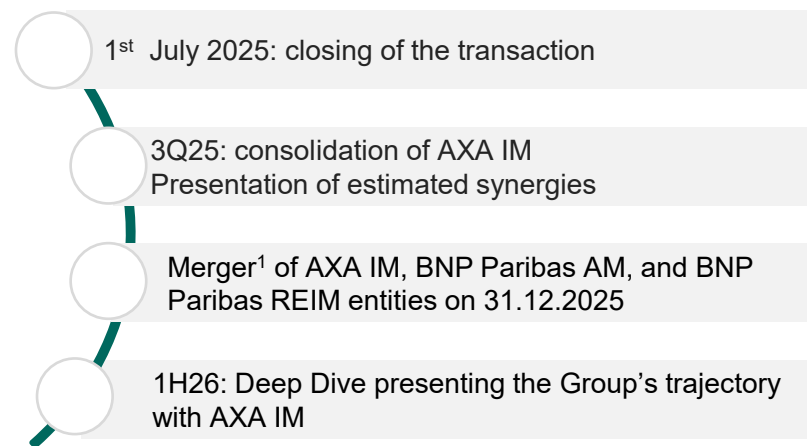 1st July 2025: closing of the transaction
3Q25: consolidation of AXA IM
Presentation of estimated synergies
Merger1 of AXA IM, BNP Paribas AM, and BNP
Paribas REIM entities on 31.12.2025
1H26: Deep Dive presenting the Group’s trajectory
with AXA IM